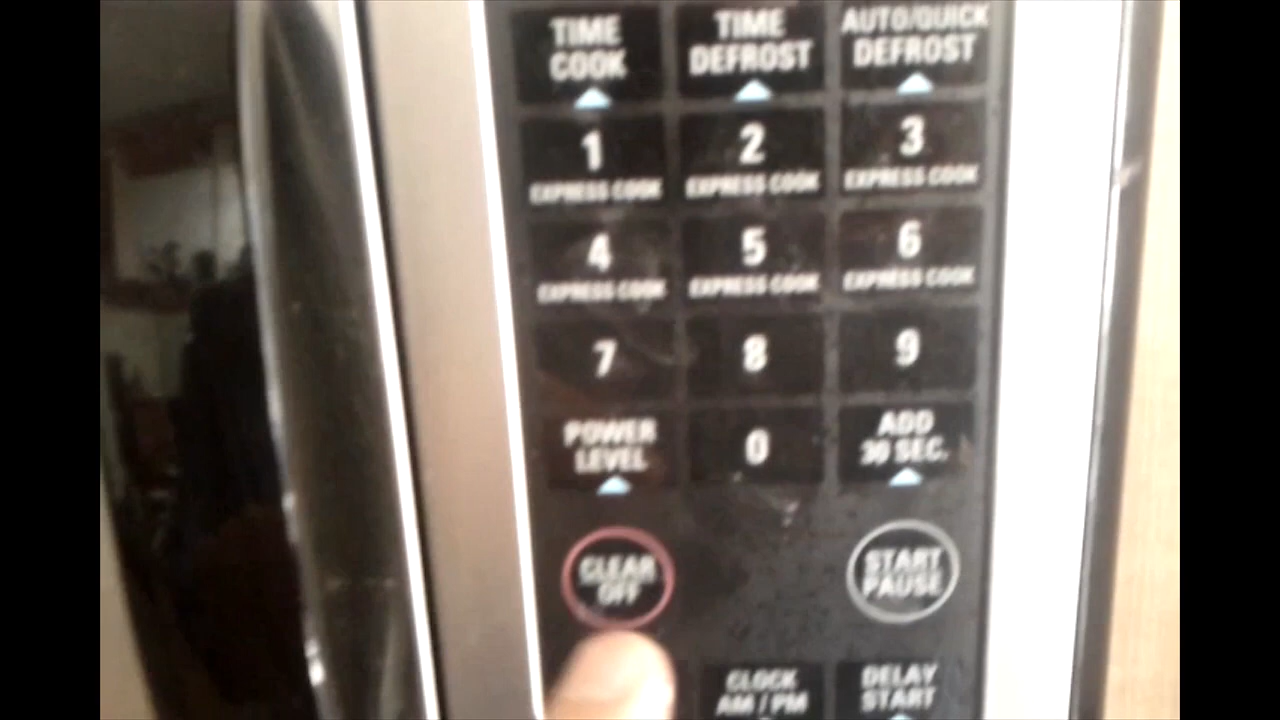 TIME
COOK
TIME
DEFROST
AUTO/QUICK
DEFROST
1
EXPRESS COOK
2
EXPRESS COOK
3
EXPRESS COOK
4
EXPRESS COOK
5
EXPRESS COOK
6
EXPRESS COOK
7
8
9
POWER
LEVEL
0
ADD
30 SEC.
CLEAR
OFF
START
PAUSE
CLOCK
AM / PM
DELAY
START